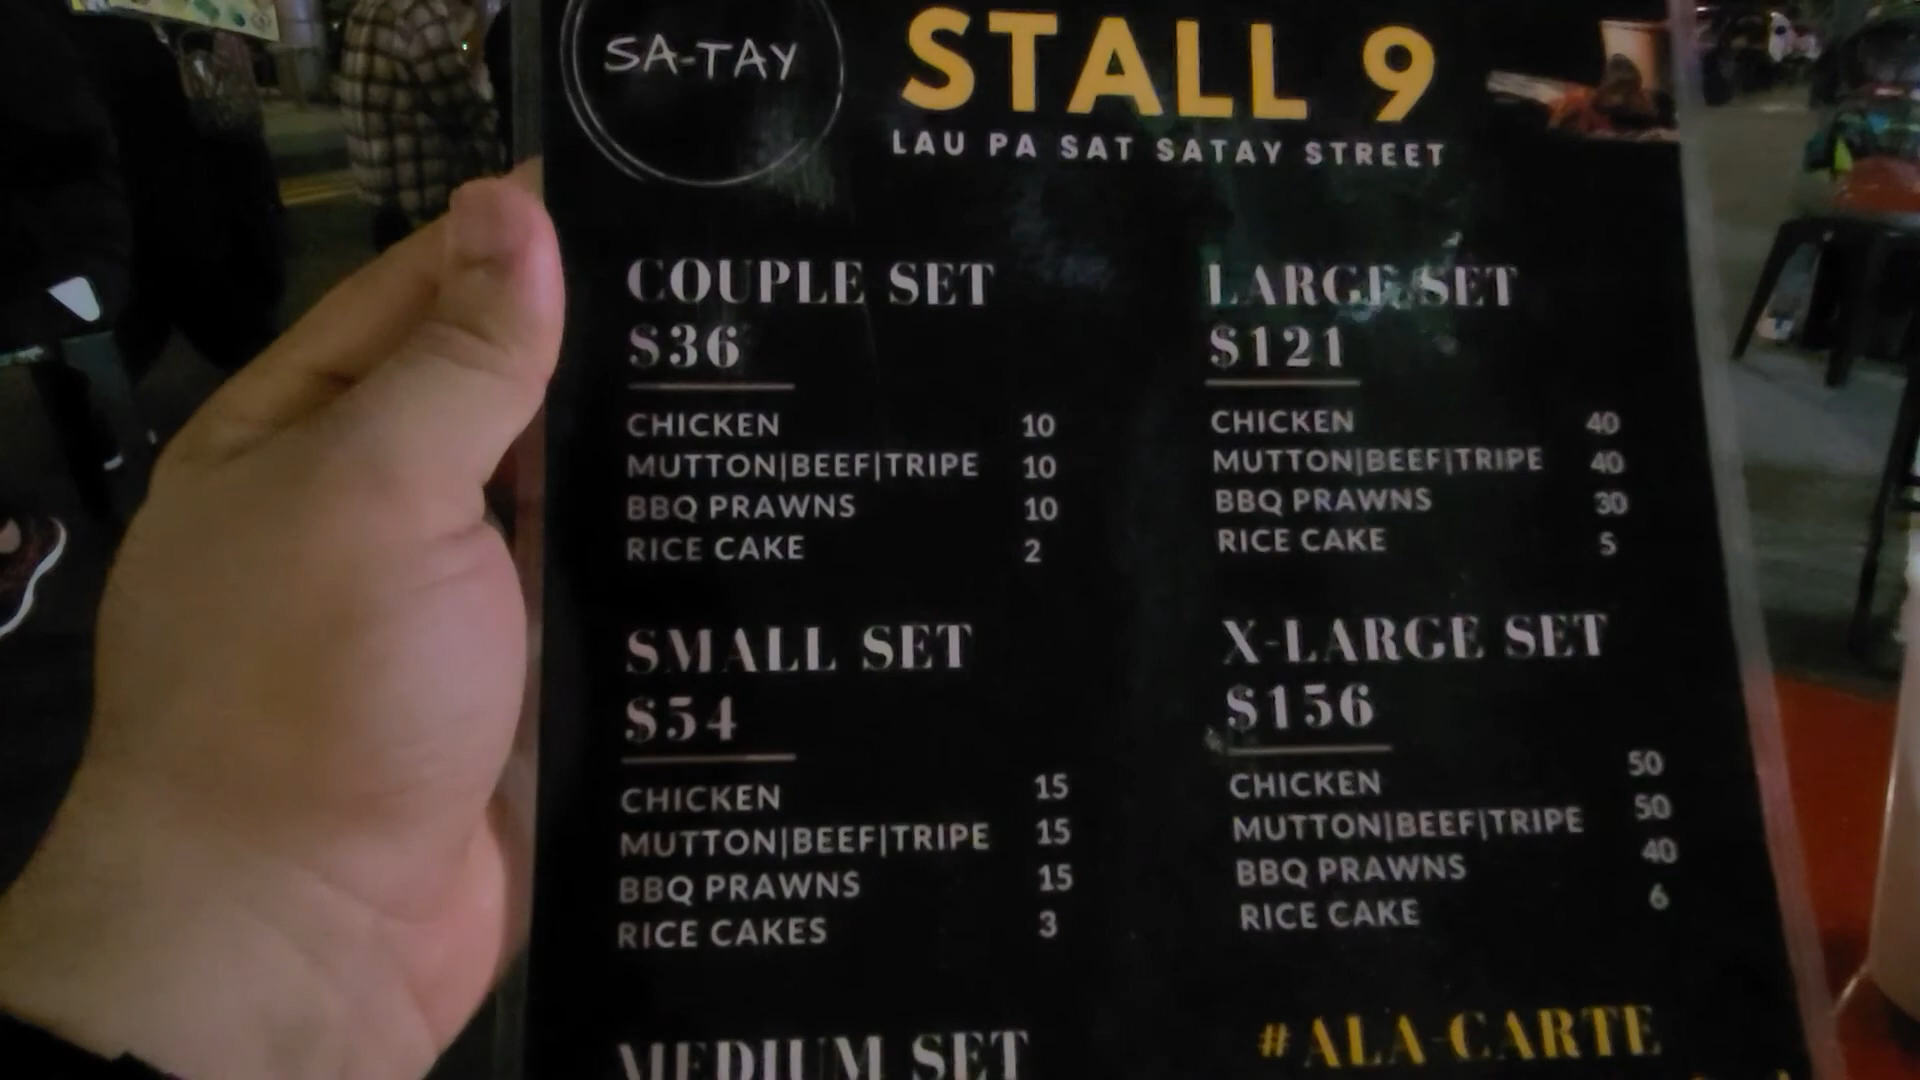 SA-TAY
STALL 9
LAU PA SAT SATAY STREET
COUPLE SET
$36
CHICKEN 10
MUTTON|BEEF|TRIPE 10
BBQ PRAWNS 10
RICE CAKE 2
SMALL SET
$54
CHICKEN 15
MUTTON|BEEF|TRIPE 15
BBQ PRAWNS 15
RICE CAKES 3
MEDIUM SET
LARGE SET
$121
CHICKEN 40
MUTTON|BEEF|TRIPE 40
BBQ PRAWNS 30
RICE CAKE 5
X-LARGE SET
$156
CHICKEN 50
MUTTON|BEEF|TRIPE 50
BBQ PRAWNS 40
RICE CAKE 6
#ALA-CARTE